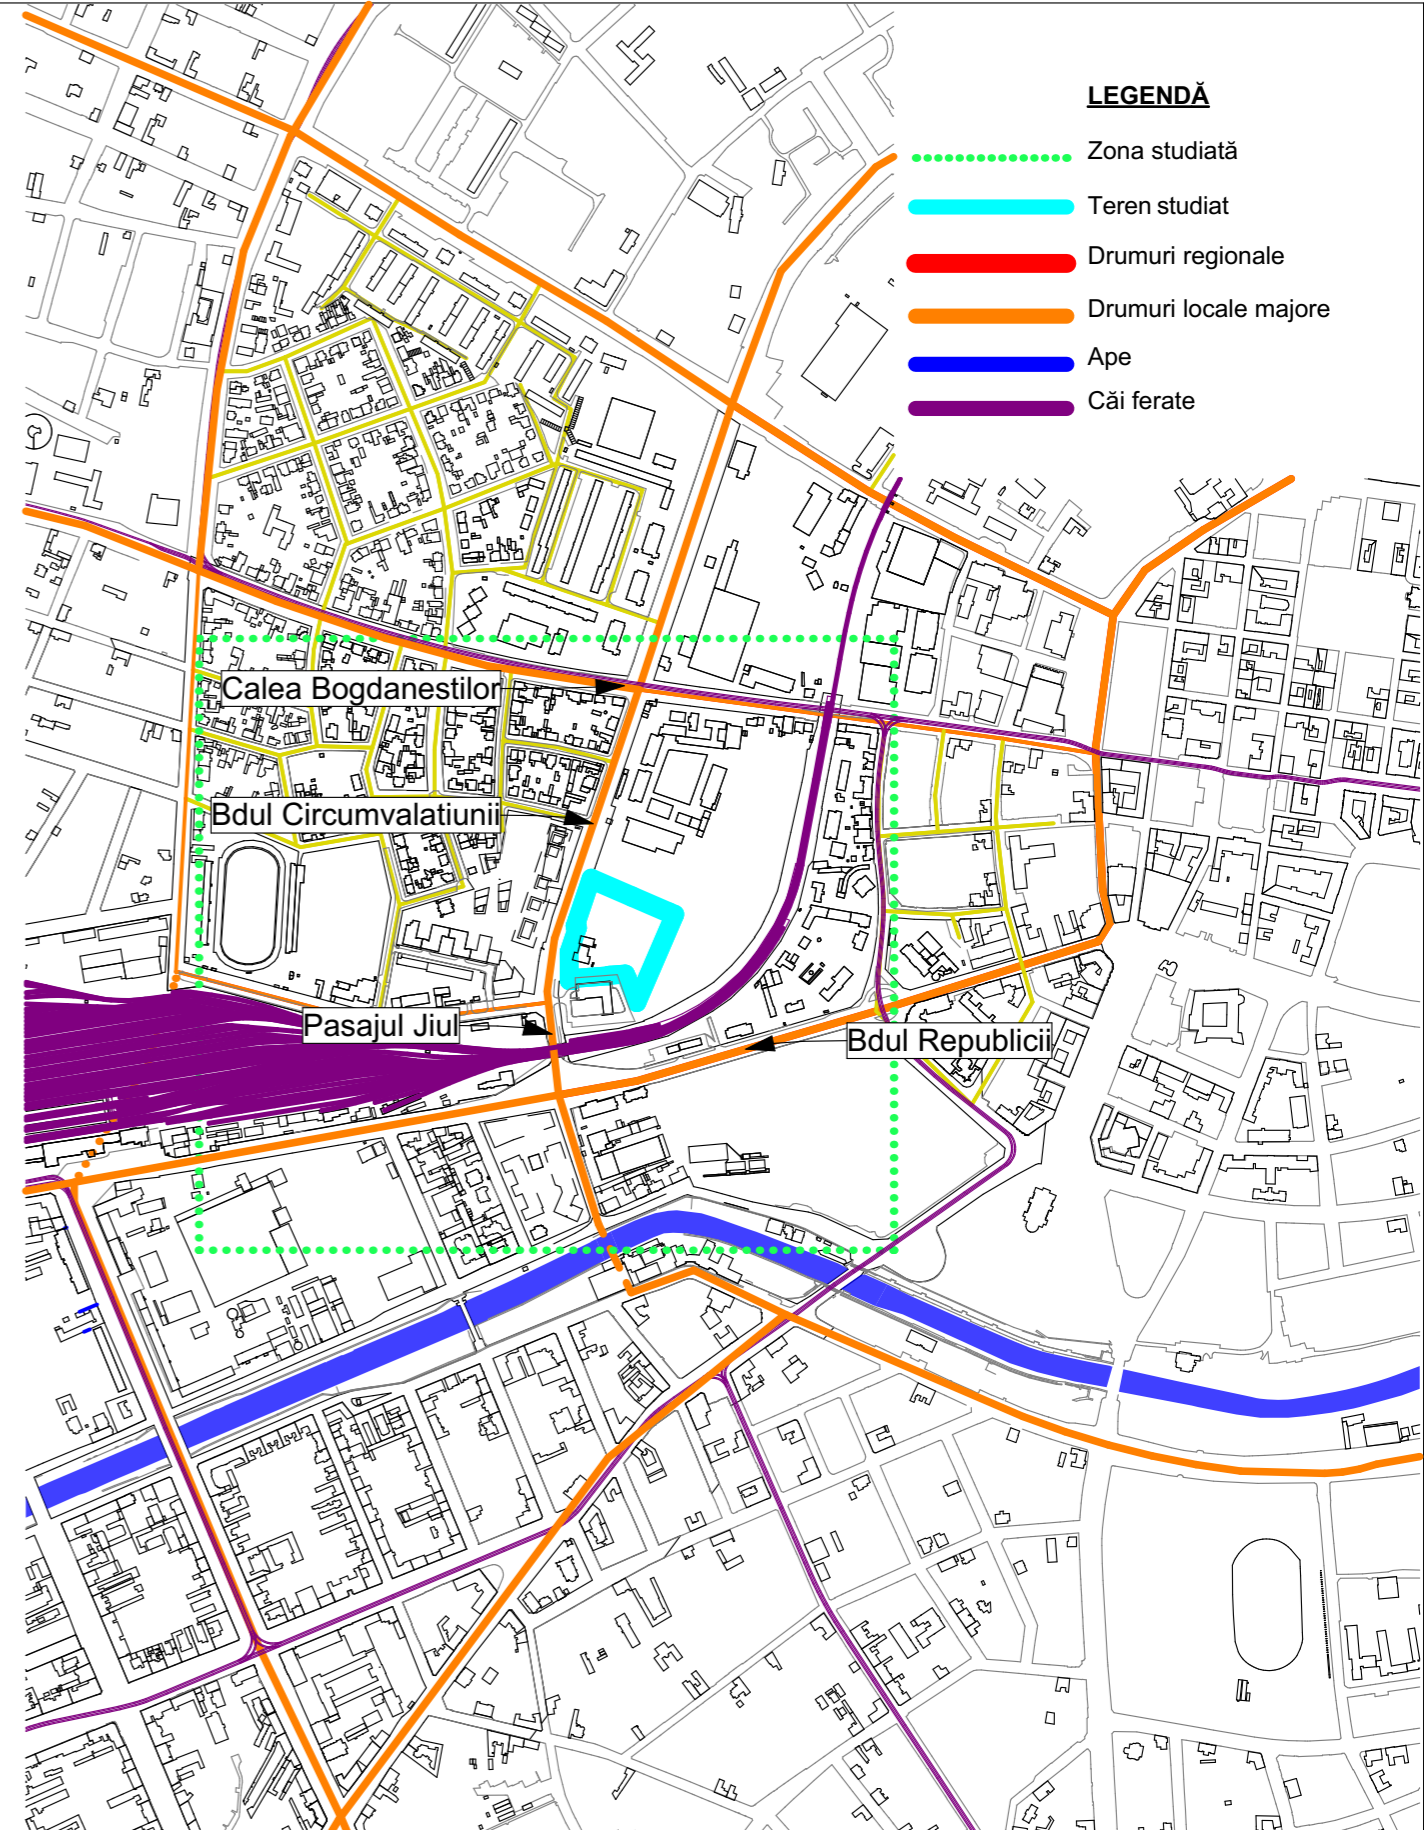 LEGENDĂ
Zona studiată
Teren studiat
Drumuri regionale
Drumuri locale majore
Ape
Căi ferate
Calea Bogdanestilor
Bdul Circumvalatiunii
Pasajul Jiul
Bdul Republicii